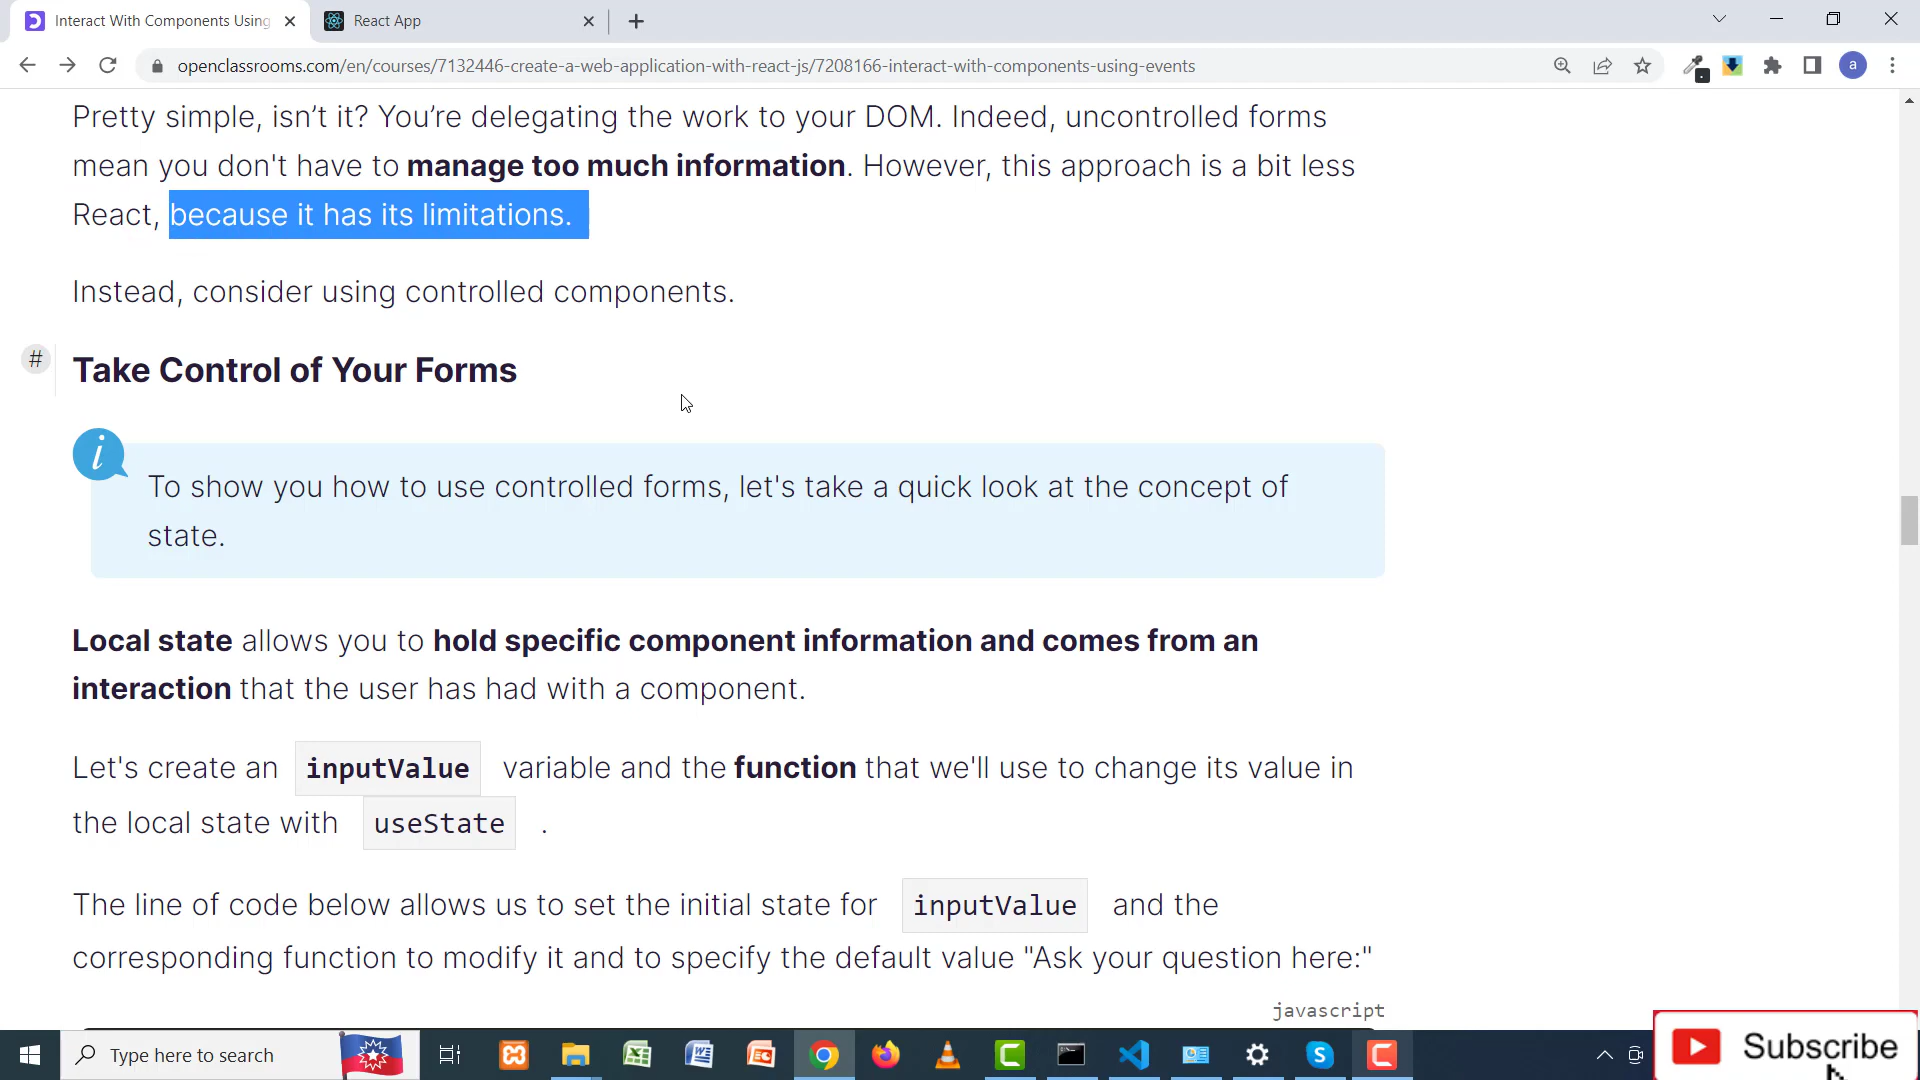 Interact With Components Using
React App
openclassrooms.com/en/courses/7132446-create-a-web-application-with-react-js/7208166-interact-with-components-using-events
a
Pretty simple, isn’t it? You’re delegating the work to your DOM. Indeed, uncontrolled forms
mean you don't have to manage too much information. However, this approach is a bit less
React, because it has its limitations.
Instead, consider using controlled components.
#
Take Control of Your Forms
i
To show you how to use controlled forms, let's take a quick look at the concept of
state.
Local state allows you to hold specific component information and comes from an
interaction that the user has had with a component.
Let's create an inputValue variable and the function that we'll use to change its value in
the local state with useState .
The line of code below allows us to set the initial state for inputValue and the
corresponding function to modify it and to specify the default value "Ask your question here:"
javascript
Type here to search
Subscribe